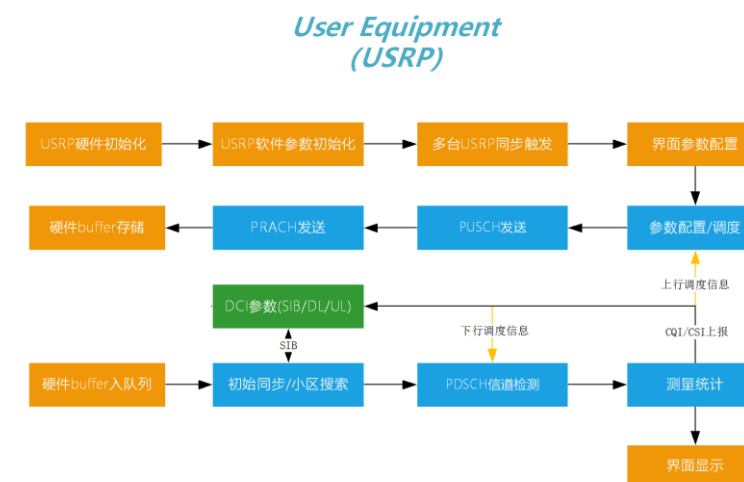 User Equipment
(USRP)
USRP硬件初始化
USRP软件参数初始化
多台USRP同步触发
界面参数配置
硬件buffer存储
PRACH发送
PUSCH发送
参数配置/调度
上行调度信息
DCI参数(SIB/DL/UL)
下行调度信息
CQI/CSI上报
SIB
硬件buffer入队列
初始同步/小区搜索
PDSCH信道检测
测量统计
界面显示